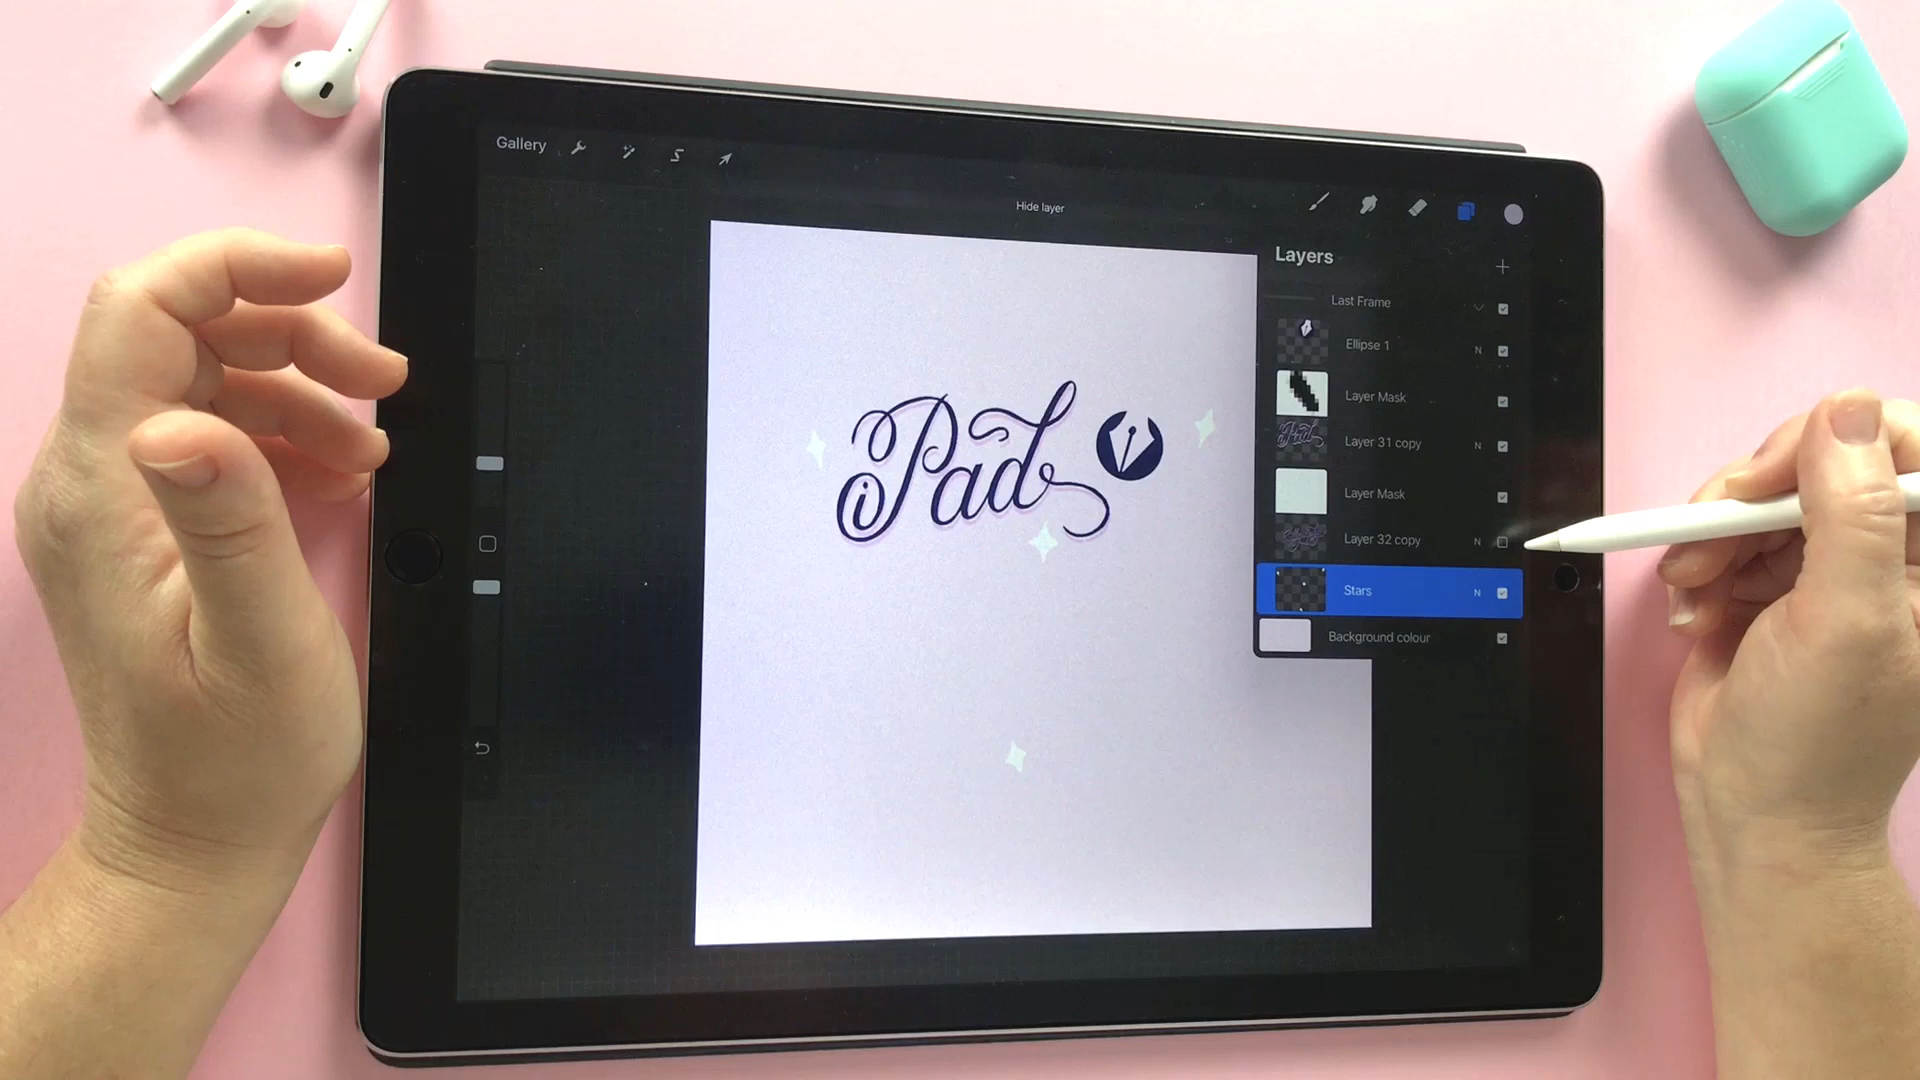 Gallery
Hide layer
Layers
Last Frame
Ellipse 1 N
Layer Mask
Layer 31 copy N
Layer Mask
Layer 32 copy N
Stars N
Background colour
iPad